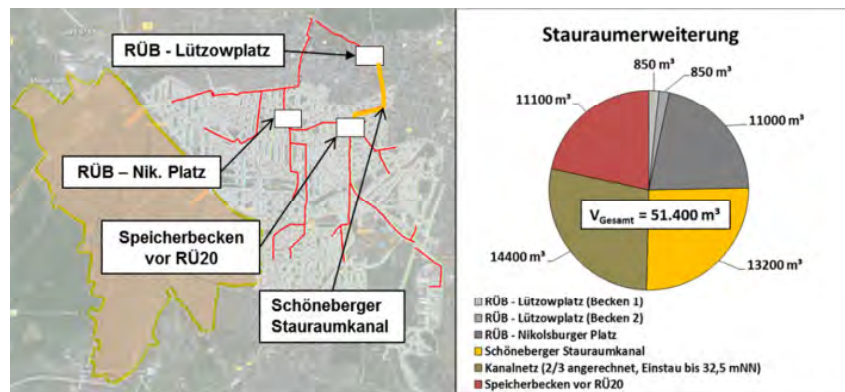 RÜB - Lützowplatz
RÜB – Nik. Platz
Speicherbecken
vor RÜ20
Schöneberger
Stauraumkanal
Stauraumerweiterung
850 m³
850 m³
11100 m³
11000 m³
V_Gesamt = 51.400 m³
14400 m³
13200 m³
RÜB - Lützowplatz (Becken 1)
RÜB - Lützowplatz (Becken 2)
RÜB - Nikolsburger Platz
Schöneberger Stauraumkanal
Kanalnetz (2/3 angerechnet, Einstau bis 32,5 mNN)
Speicherbecken vor RÜ20